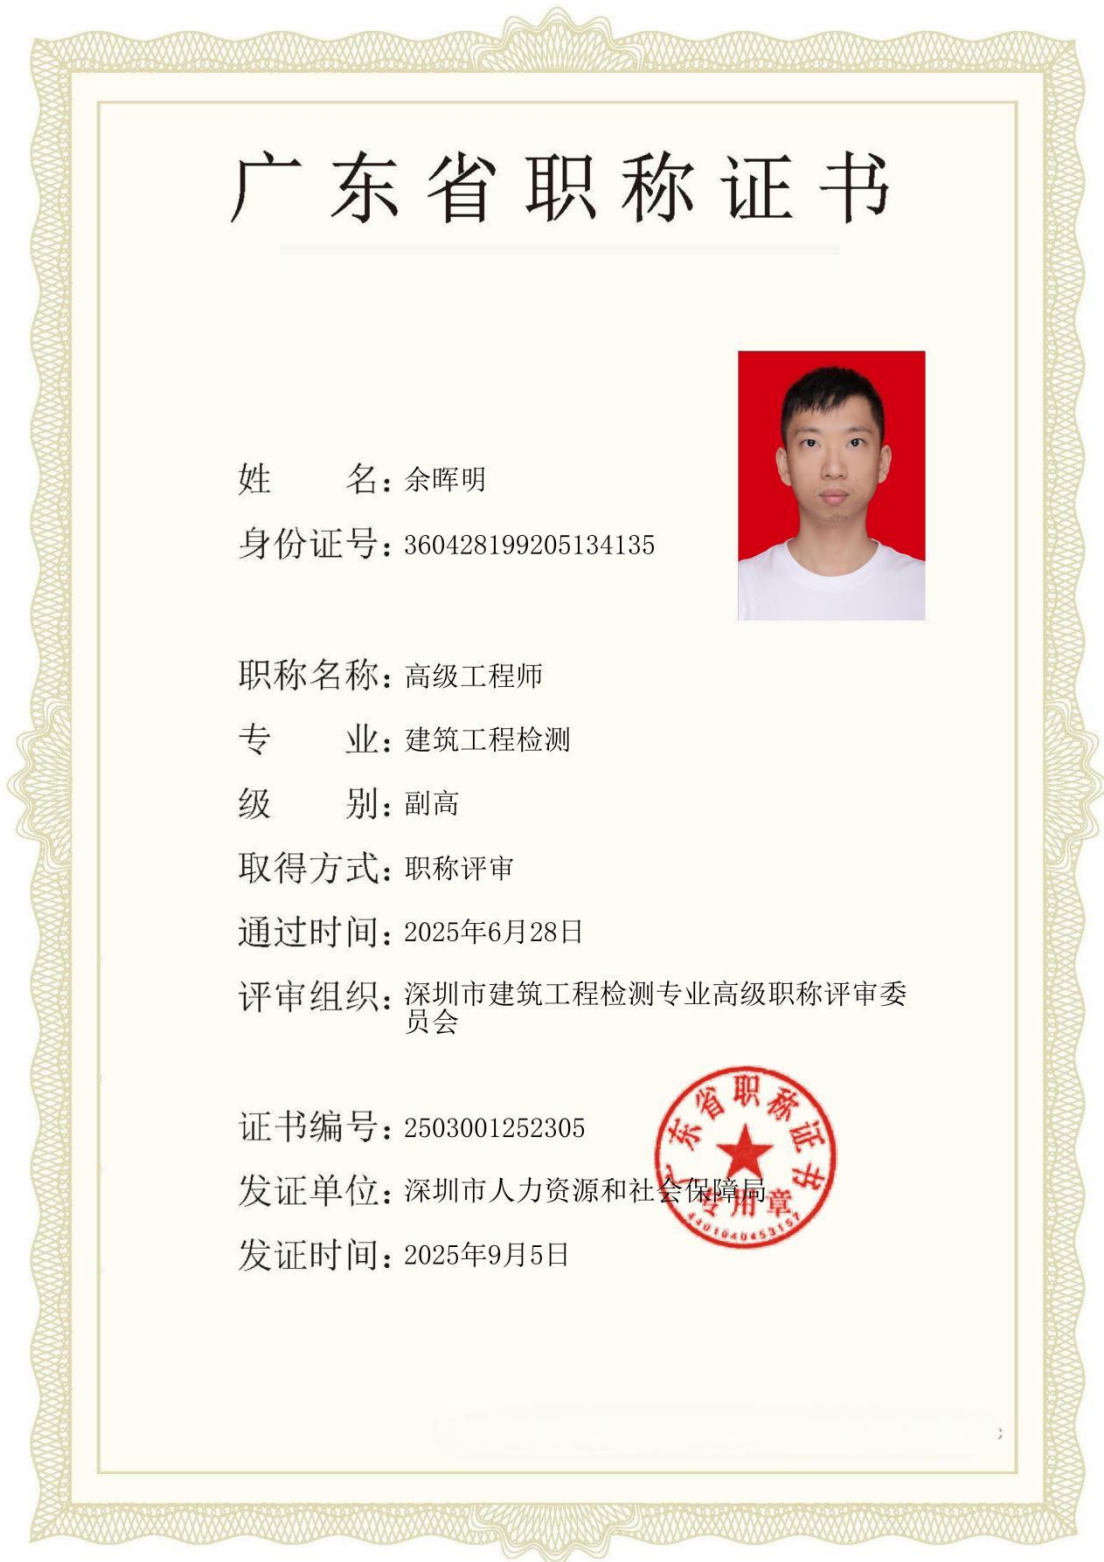 广东省职称证书
姓 名：余晖明
身份证号：360428199205134135
职称名称：高级工程师
专 业：建筑工程检测
级 别：副高
取得方式：职称评审
通过时间：2025年6月28日
评审组织：深圳市建筑工程检测专业高级职称评审委
员会
证书编号：2503001252305
发证单位：深圳市人力资源和社会保障局
发证时间：2025年9月5日
广东省职称证书
专用章
4401040453157